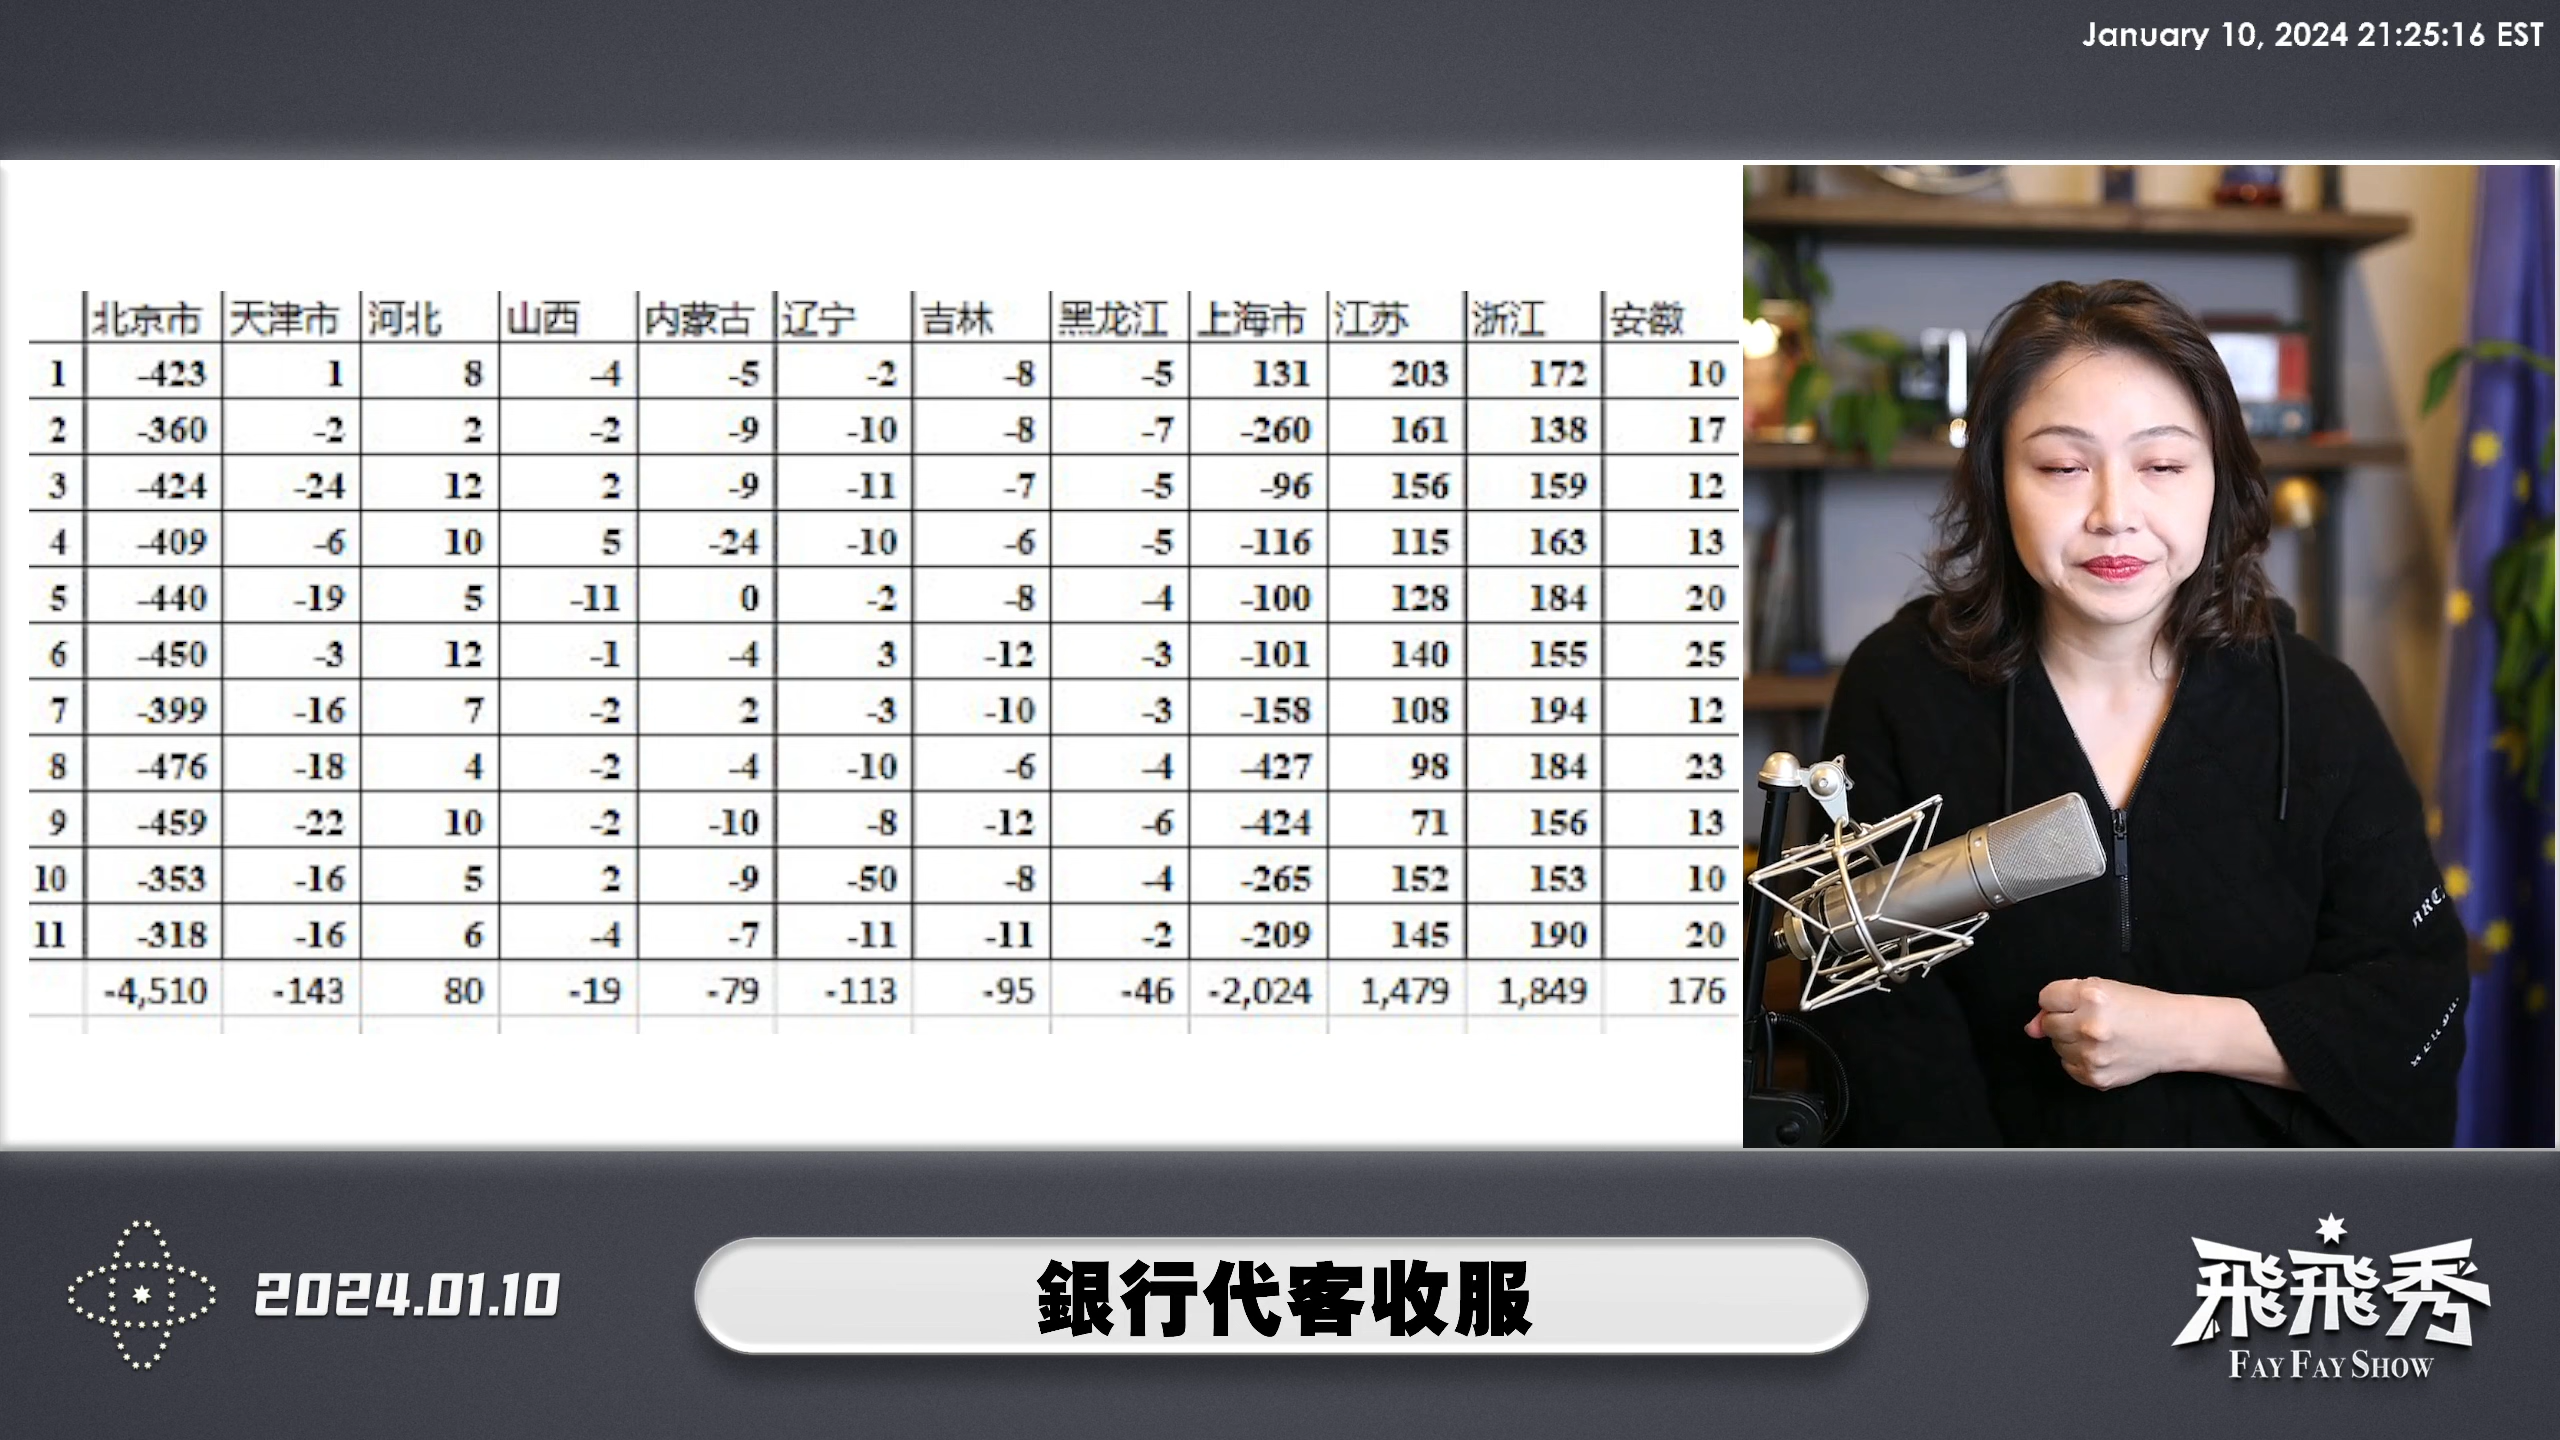 January 10, 2024 21:25:16 EST
北京市 天津市 河北 山西 内蒙古 辽宁 吉林 黑龙江 上海市 江苏 浙江 安徽
1 -423 1 8 -4 -5 -2 -8 -5 131 203 172 10
2 -360 -2 2 -2 -9 -10 -8 -7 -260 161 138 17
3 -424 -24 12 2 -9 -11 -7 -5 -96 156 159 12
4 -409 -6 10 5 -24 -10 -6 -5 -116 115 163 13
5 -440 -19 5 -11 0 -2 -8 -4 -100 128 184 20
6 -450 -3 12 -1 -4 3 -12 -3 -101 140 155 25
7 -399 -16 7 -2 2 -3 -10 -3 -158 108 194 12
8 -476 -18 4 -2 -4 -10 -6 -4 -427 98 184 23
9 -459 -22 10 -2 -10 -8 -12 -6 -424 71 156 13
10 -353 -16 5 2 -9 -50 -8 -4 -265 152 153 10
11 -318 -16 6 -4 -7 -11 -11 -2 -209 145 190 20
-4,510 -143 80 -19 -79 -113 -95 -46 -2,024 1,479 1,849 176
2024.01.10
銀行代客收服
飛飛秀
FAY FAY SHOW